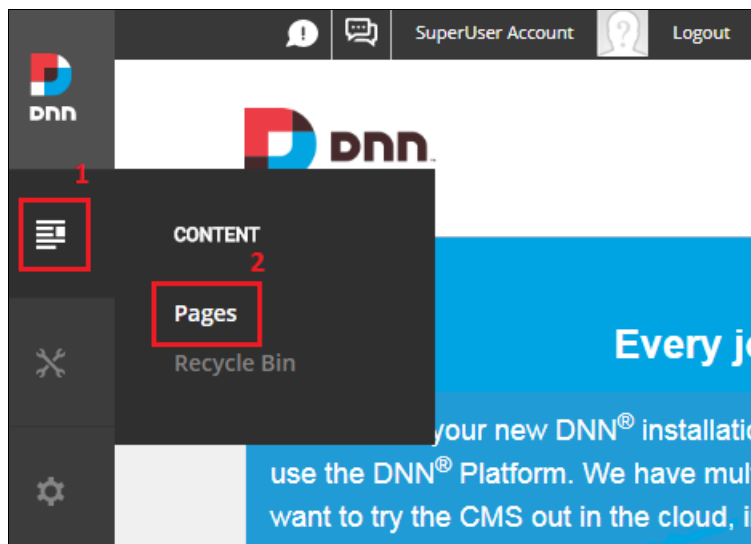 SuperUser Account
Logout
DNN
DNN
1
CONTENT
2
Pages
Recycle Bin
Every
your new DNN® installati
use the DNN® Platform. We have mul
want to try the CMS out in the cloud, i